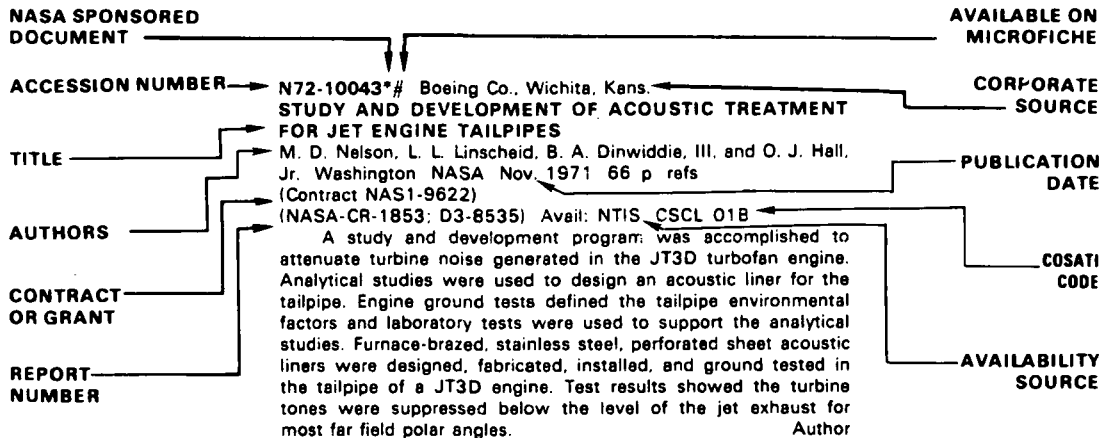 NASA SPONSORED
DOCUMENT
AVAILABLE ON
MICROFICHE
ACCESSION NUMBER
N72-10043*# Boeing Co., Wichita, Kans.
CORPORATE
SOURCE
STUDY AND DEVELOPMENT OF ACOUSTIC TREATMENT
FOR JET ENGINE TAILPIPES
TITLE
M. D. Nelson, L. L. Linscheid, B. A. Dinwiddie, III, and O. J. Hall,
Jr. Washington NASA Nov. 1971 66 p refs
PUBLICATION
DATE
(Contract NAS1-9622)
(NASA-CR-1853; D3-8535) Avail: NTIS CSCL 01B
AUTHORS
A study and development program was accomplished to
attenuate turbine noise generated in the JT3D turbofan engine.
COSATI
CODE
Analytical studies were used to design an acoustic liner for the
CONTRACT
OR GRANT
tailpipe. Engine ground tests defined the tailpipe environmental
factors and laboratory tests were used to support the analytical
studies. Furnace-brazed, stainless steel, perforated sheet acoustic
liners were designed, fabricated, installed, and ground tested in
AVAILABILITY
SOURCE
REPORT
NUMBER
the tailpipe of a JT3D engine. Test results showed the turbine
tones were suppressed below the level of the jet exhaust for
most far field polar angles. Author